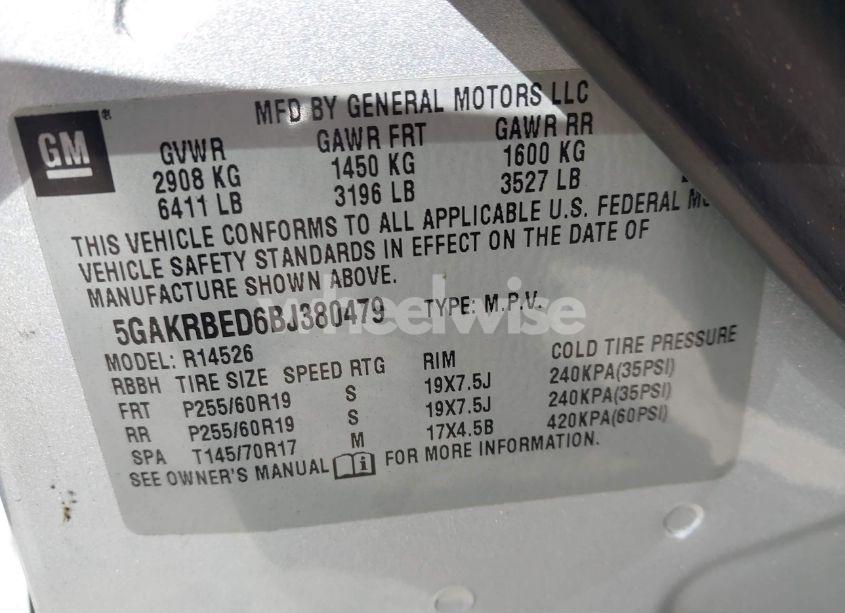 MFD BY GENERAL MOTORS LLC
GM
GVWR GAWR FRT GAWR RR
2908 KG 1450 KG 1600 KG
6411 LB 3196 LB 3527 LB
THIS VEHICLE CONFORMS TO ALL APPLICABLE U.S. FEDERAL
VEHICLE SAFETY STANDARDS IN EFFECT ON THE DATE OF
MANUFACTURE SHOWN ABOVE.
5GAKRBED6BJ380479 TYPE: M.P.V.
wheelwise
MODEL: R14526
RBBH TIRE SIZE SPEED RTG RIM COLD TIRE PRESSURE
FRT P255/60R19 S 19X7.5J 240KPA(35PSI)
RR P255/60R19 S 19X7.5J 240KPA(35PSI)
SPA T145/70R17 M 17X4.5B 420KPA(60PSI)
SEE OWNER'S MANUAL FOR MORE INFORMATION.